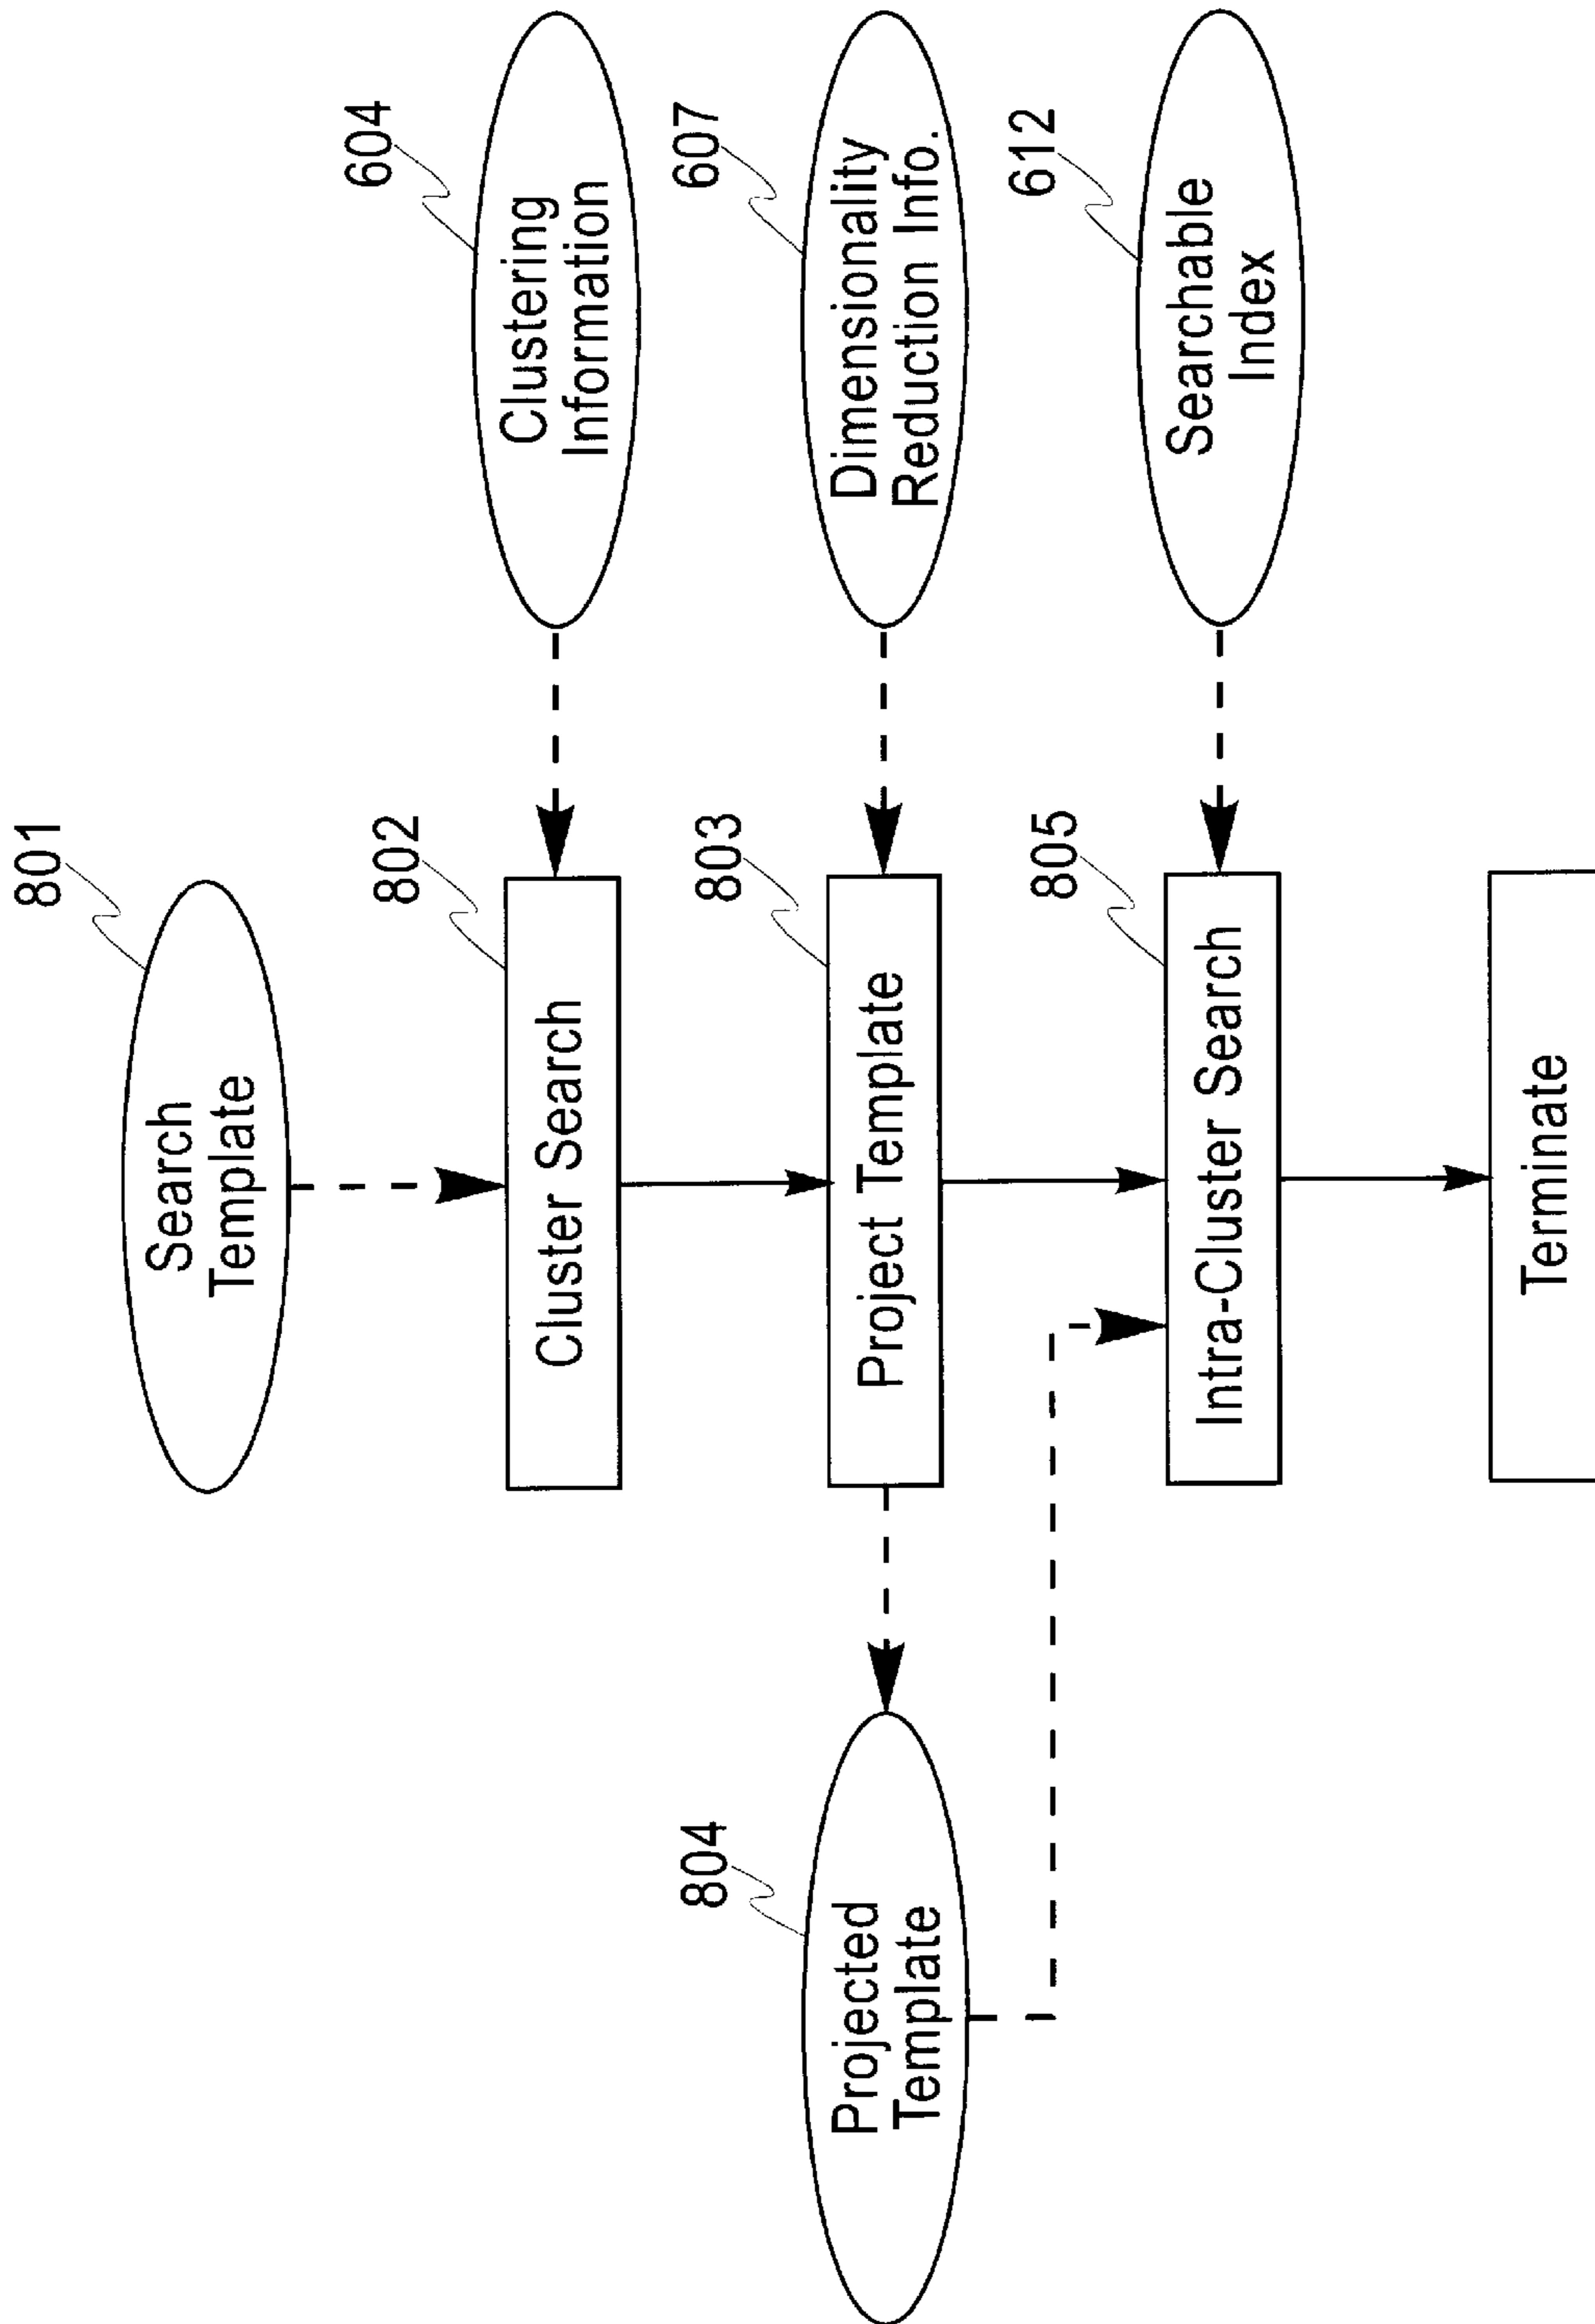 801
Search
Template
604
802
Clustering
Information
Cluster Search
607
803
804
Dimensionality
Reduction Info.
Project Template
Projected
Template
612
805
Searchable
Index
Intra-Cluster Search
Terminate